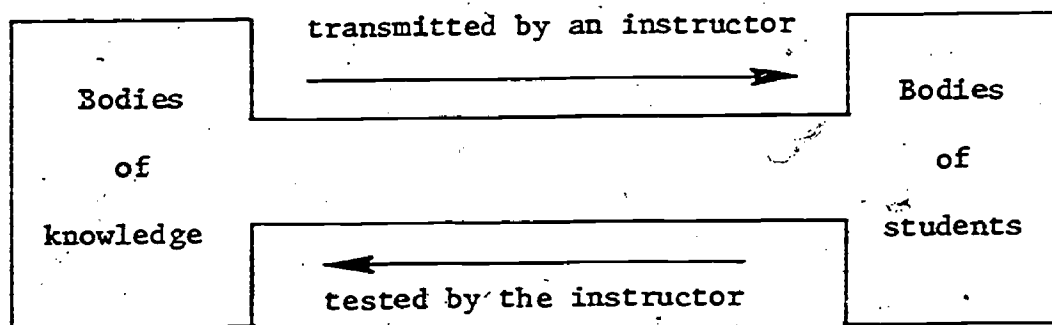 transmitted by an instructor
Bodies
of
knowledge
Bodies
of
students
tested by the instructor